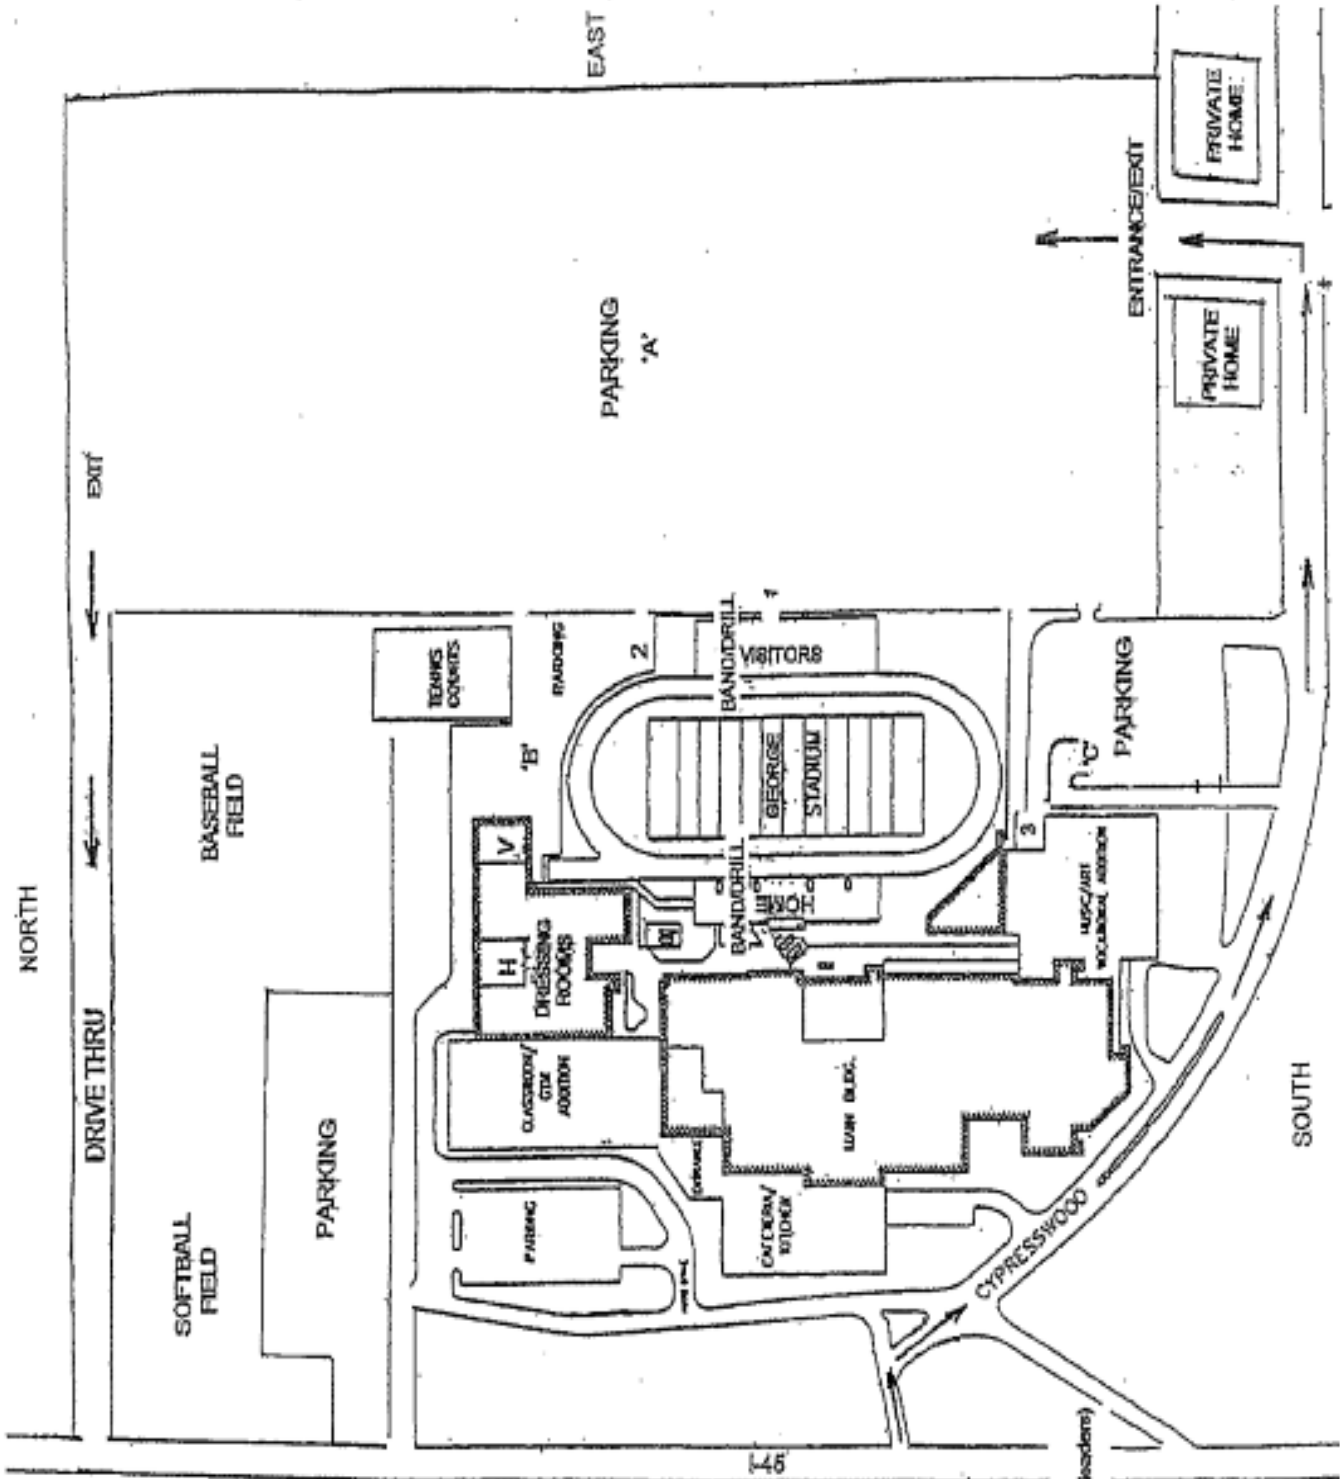 EAST
PRIVATE
HOME
ENTRANCE/EXIT
PARKING
'A'
PRIVATE
HOME
EXIT
TENNIS
COURTS
PARKING
2
BAND/DRILL
1
VISITORS
'B'
BASEBALL
FIELD
GEORGE
STADIUM
PARKING
'C'
3
NORTH
V
H
DRESSING
ROOMS
BAND/DRILL
HOME
MUSIC/ART
VOCATIONAL ADDITION
DRIVE THRU
CLASSROOM/
GYM
ADDITION
MAIN BLDG.
SOUTH
PARKING
ENTRANCE
PARKING
CAFETERIA/
KITCHEN
CYPRESSWOOD
SOFTBALL
FIELD
I-45